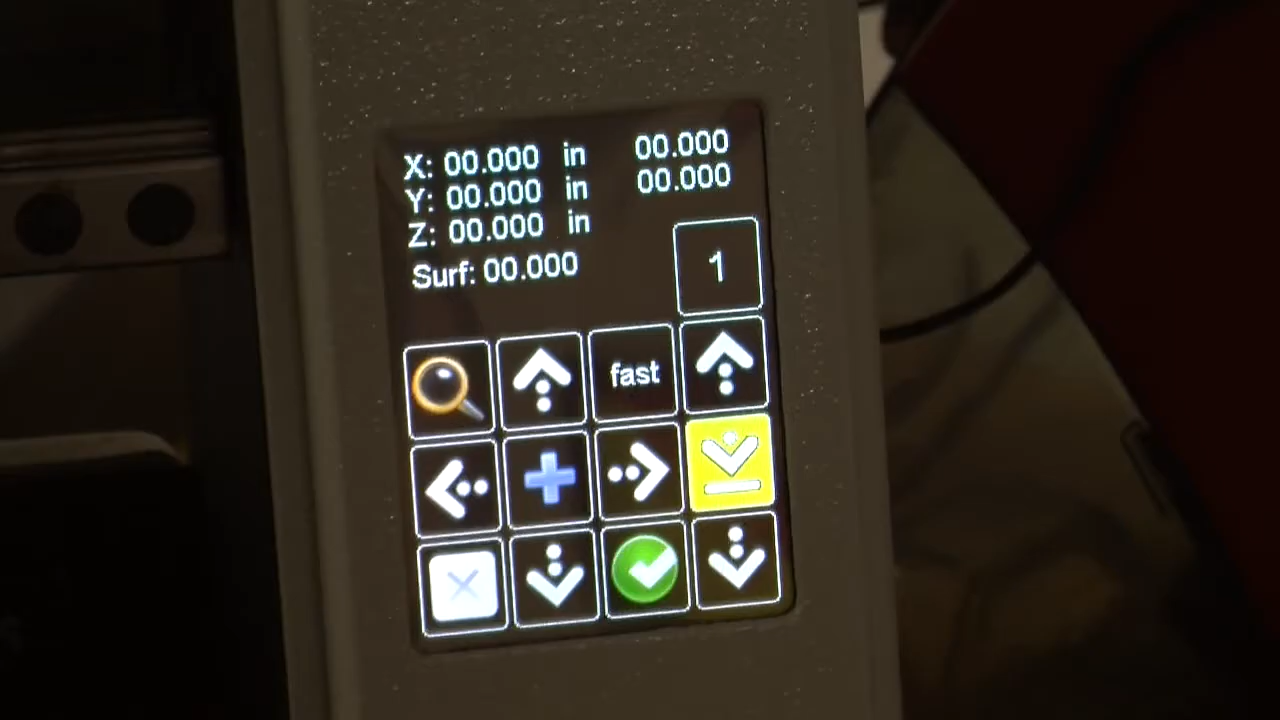 X: 00.000 in 00.000
Y: 00.000 in 00.000
Z: 00.000 in
Surf: 00.000
1
fast